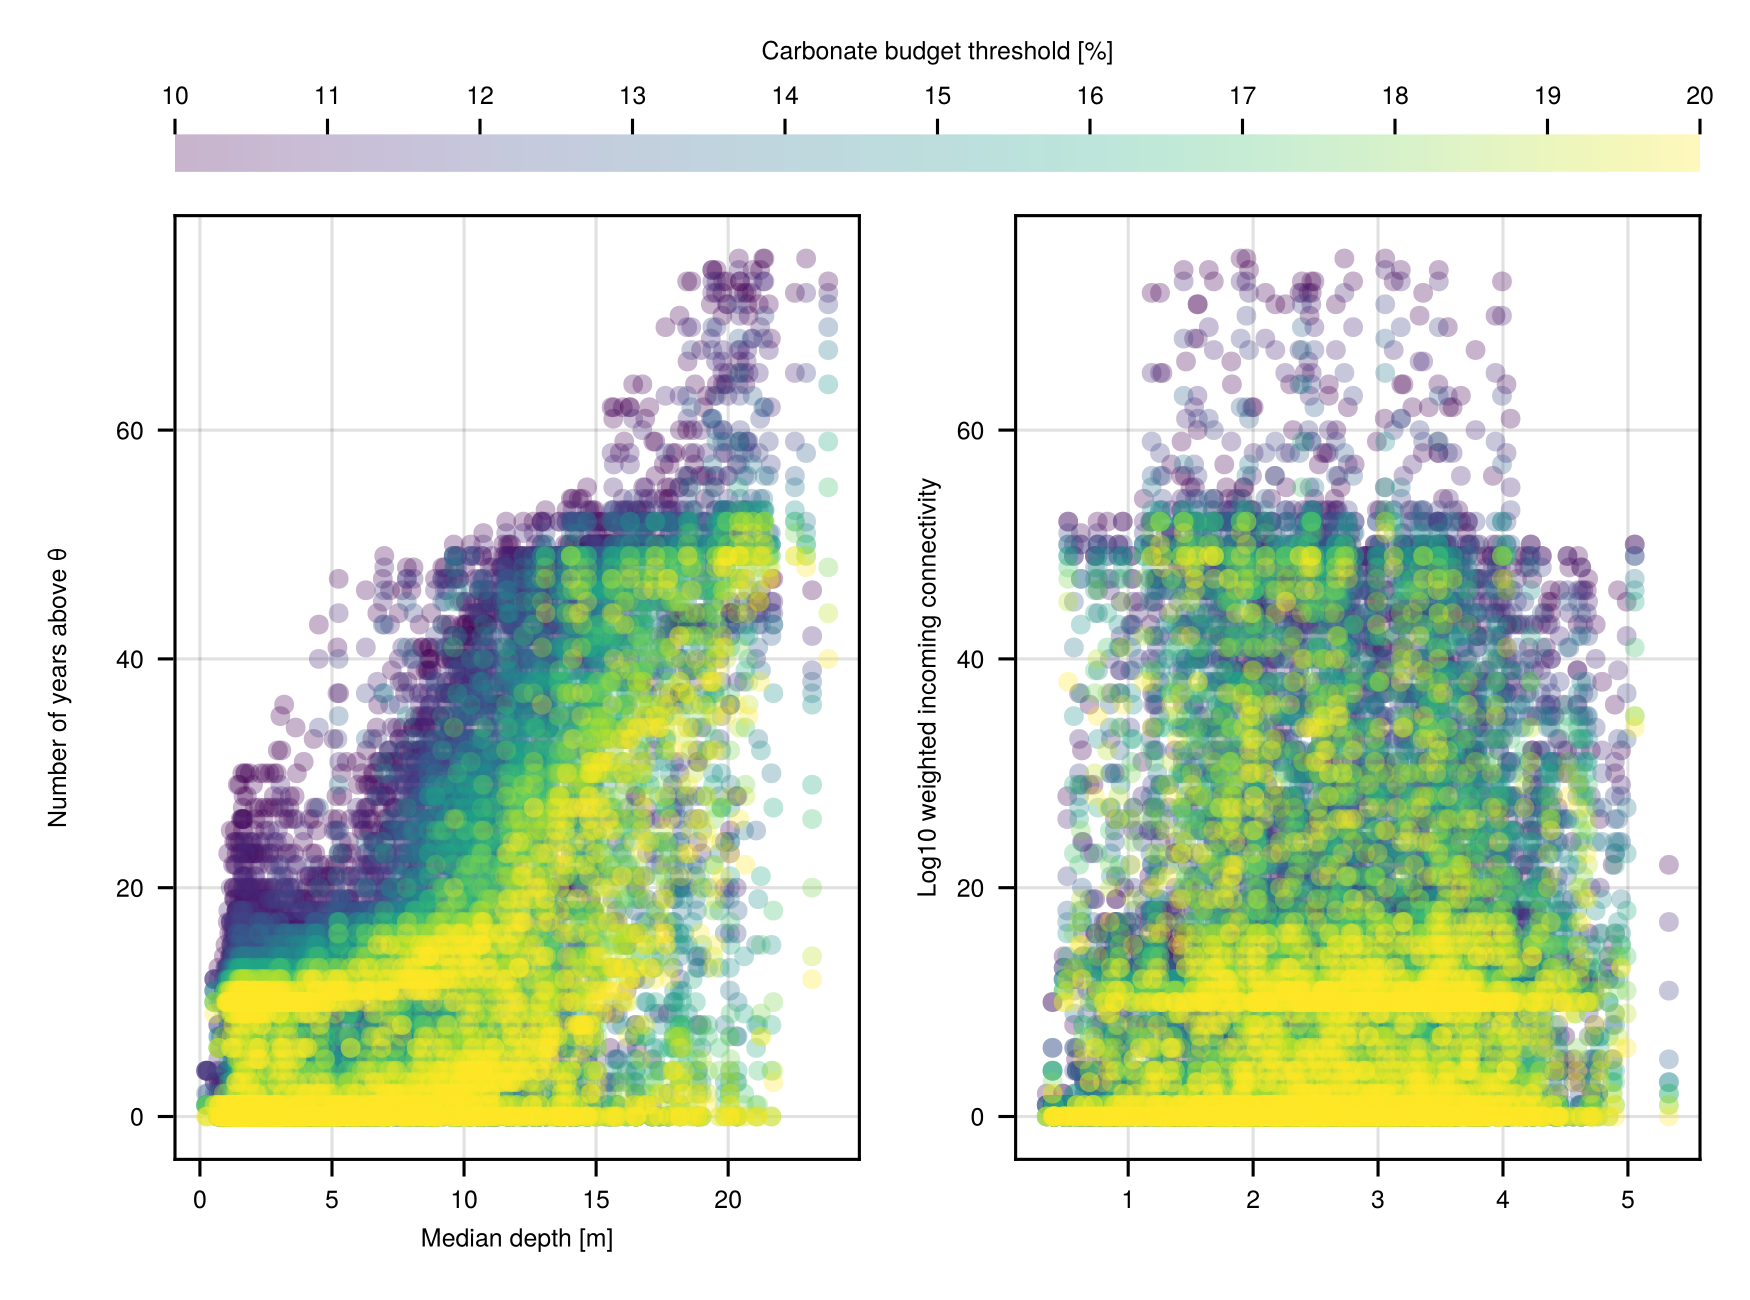 Carbonate budget threshold [%]
10 11 12 13 14 15 16 17 18 19 20
Number of years above θ
60
40
20
0
0 5 10 15 20
Median depth [m]
Log10 weighted incoming connectivity
60
40
20
0
1 2 3 4 5